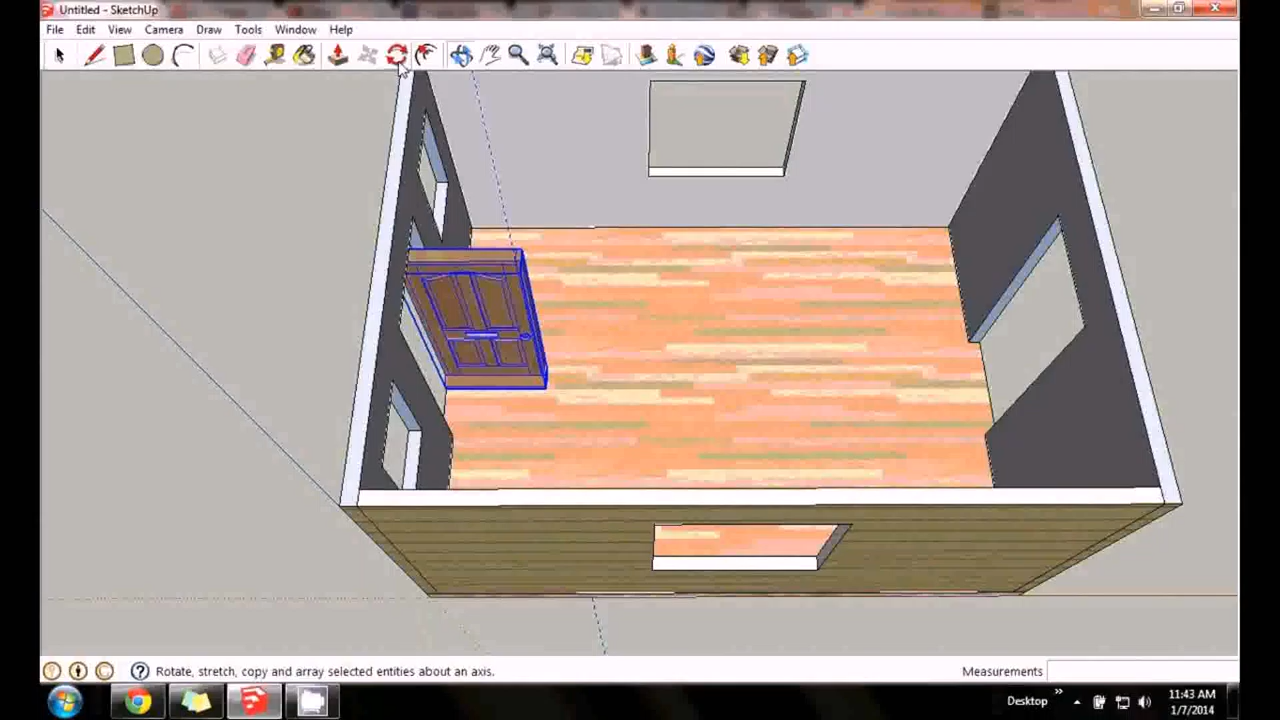 Untitled - SketchUp
File Edit View Camera Draw Tools Window Help
Rotate, stretch, copy and array selected entities about an axis.
Measurements
Desktop
11:43 AM
1/7/2014